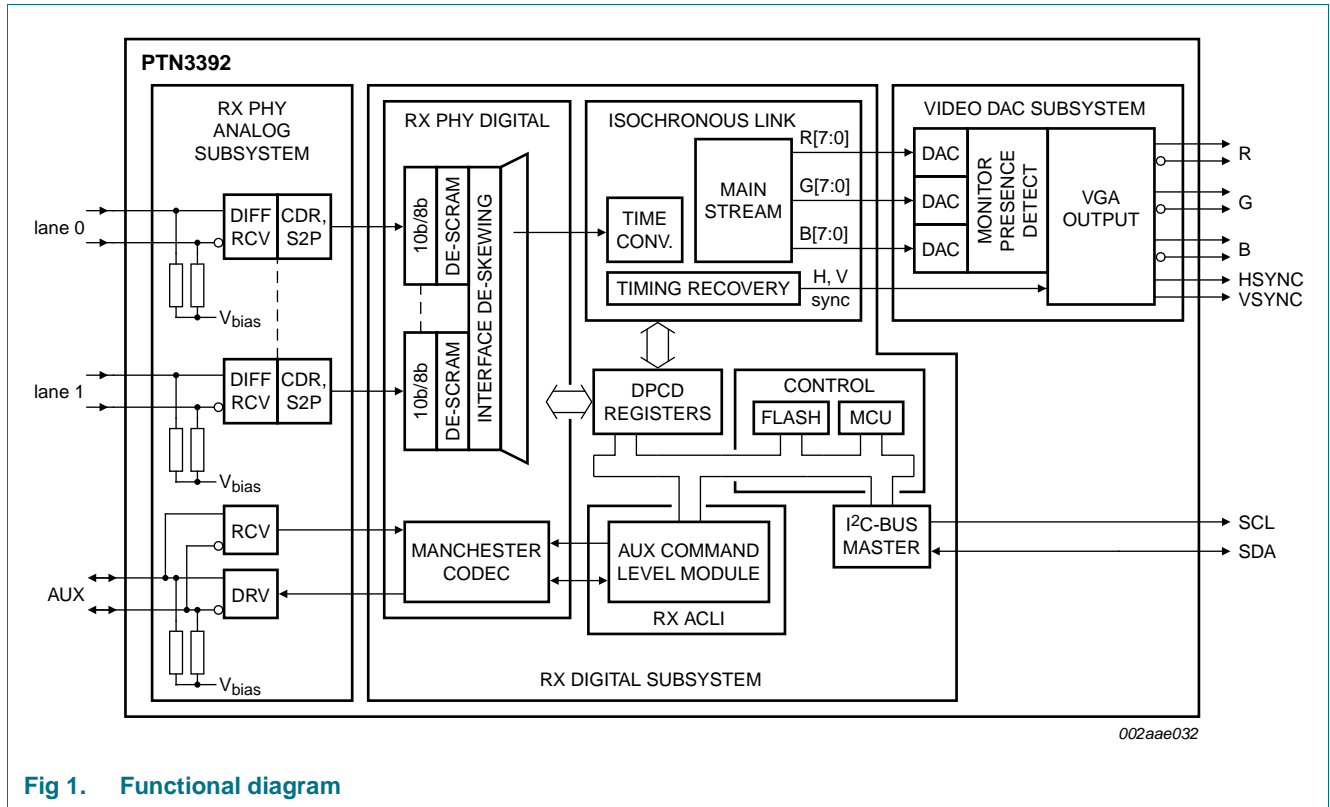 PTN3392
RX PHY
ANALOG
SUBSYSTEM
lane 0
DIFF
RCV
CDR,
S2P
Vbias
lane 1
DIFF
RCV
CDR,
S2P
Vbias
RCV
AUX
DRV
Vbias
RX PHY DIGITAL
10b/8b
DE-SCRAM
INTERFACE DE-SKEWING
10b/8b
DE-SCRAM
MANCHESTER
CODEC
ISOCHRONOUS LINK
TIME
CONV.
MAIN
STREAM
R[7:0]
G[7:0]
B[7:0]
TIMING RECOVERY
H, V
sync
DPCD
REGISTERS
CONTROL
FLASH
MCU
AUX COMMAND
LEVEL MODULE
RX ACLI
I2C-BUS
MASTER
RX DIGITAL SUBSYSTEM
VIDEO DAC SUBSYSTEM
DAC
DAC
DAC
MONITOR
PRESENCE
DETECT
VGA
OUTPUT
R
G
B
HSYNC
VSYNC
SCL
SDA
002aae032
Fig 1. Functional diagram